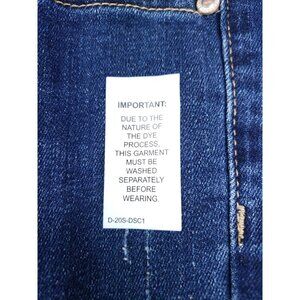 IMPORTANT:
DUE TO THE
NATURE OF
THE DYE
PROCESS,
THIS GARMENT
MUST BE
WASHED
SEPARATELY
BEFORE
WEARING.
D-20S-DSC1